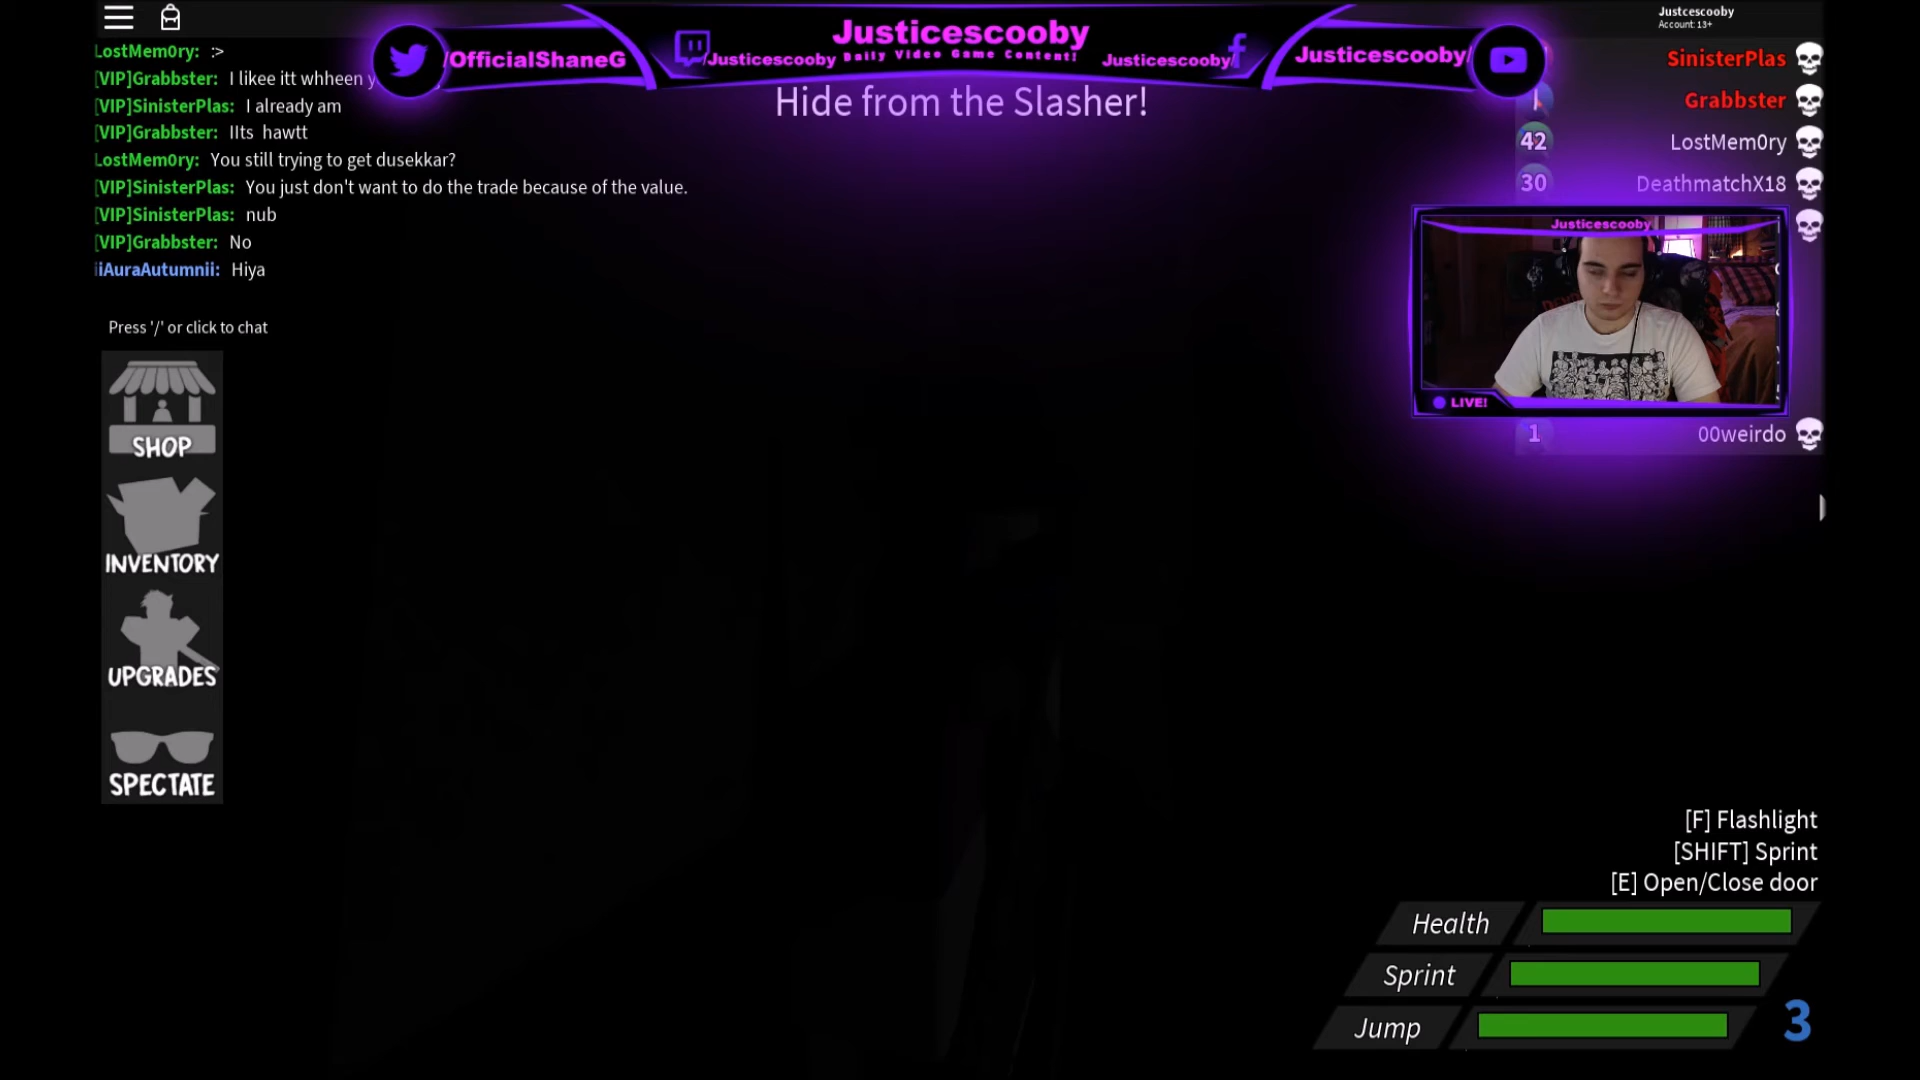 Justcescooby
Account: 13+
/OfficialShaneG
/Justicescooby
Justicescooby
Daily Video Game Content!
Justicescooby/
Justicescooby/
Hide from the Slasher!
LostMem0ry: :>
[VIP]Grabbster: I likee itt whheen
[VIP]SinisterPlas: I already am
[VIP]Grabbster: IIts hawtt
LostMem0ry: You still trying to get dusekkar?
[VIP]SinisterPlas: You just don't want to do the trade because of the value.
[VIP]SinisterPlas: nub
[VIP]Grabbster: No
iiAuraAutumnii: Hiya
Press '/' or click to chat
SHOP
INVENTORY
UPGRADES
SPECTATE
SinisterPlas
Grabbster
42 LostMem0ry
30 DeathmatchX18
Justicescooby
LIVE!
1 00weirdo
[F] Flashlight
[SHIFT] Sprint
[E] Open/Close door
Health
Sprint
Jump
3